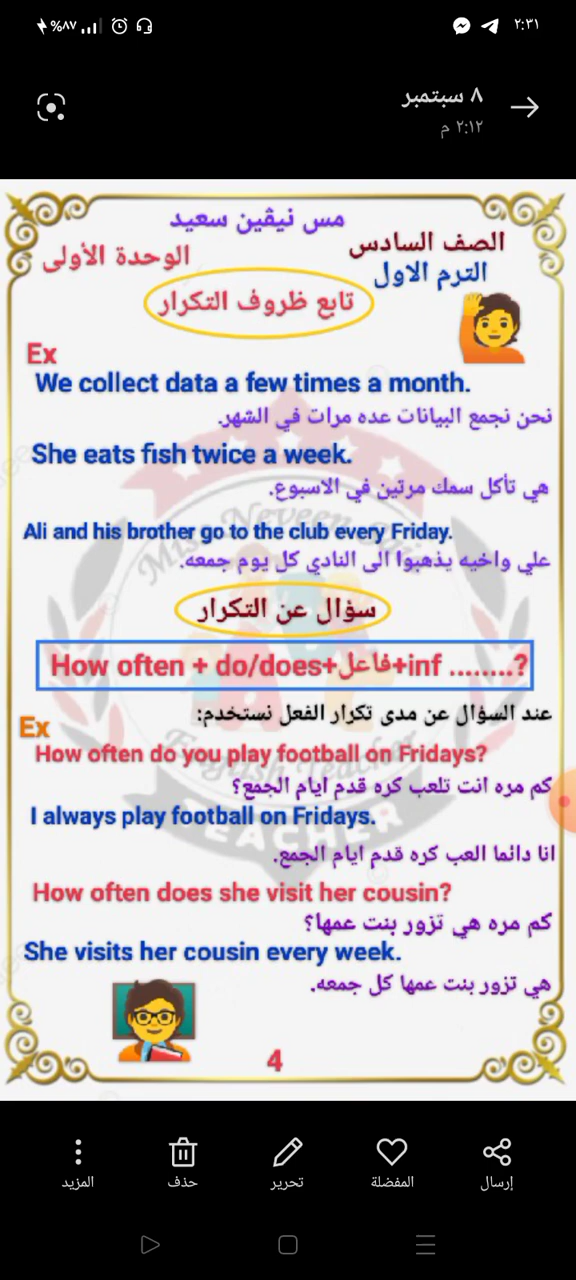 %٨٧
٢:٣١
٨ سبتمبر
٢:١٢ م
مس نيڤين سعيد
الصف السادس
الوحدة الأولى
الترم الاول
تابع ظروف التكرار
Ex
We collect data a few times a month.
نحن نجمع البيانات عده مرات في الشهر.
She eats fish twice a week.
هي تأكل سمك مرتين في الاسبوع.
Ali and his brother go to the club every Friday.
علي واخيه يذهبوا الى النادي كل يوم جمعه.
سؤال عن التكرار
How often + do/does+فاعل+inf ........?
عند السؤال عن مدى تكرار الفعل نستخدم:
Ex
How often do you play football on Fridays?
كم مره انت تلعب كره قدم ايام الجمع؟
I always play football on Fridays.
انا دائما العب كره قدم ايام الجمع.
How often does she visit her cousin?
كم مره هي تزور بنت عمها؟
She visits her cousin every week.
هي تزور بنت عمها كل جمعه.
4
Miss Neveen
English Teacher
TEACHER
إرسال
المفضلة
تحرير
حذف
المزيد